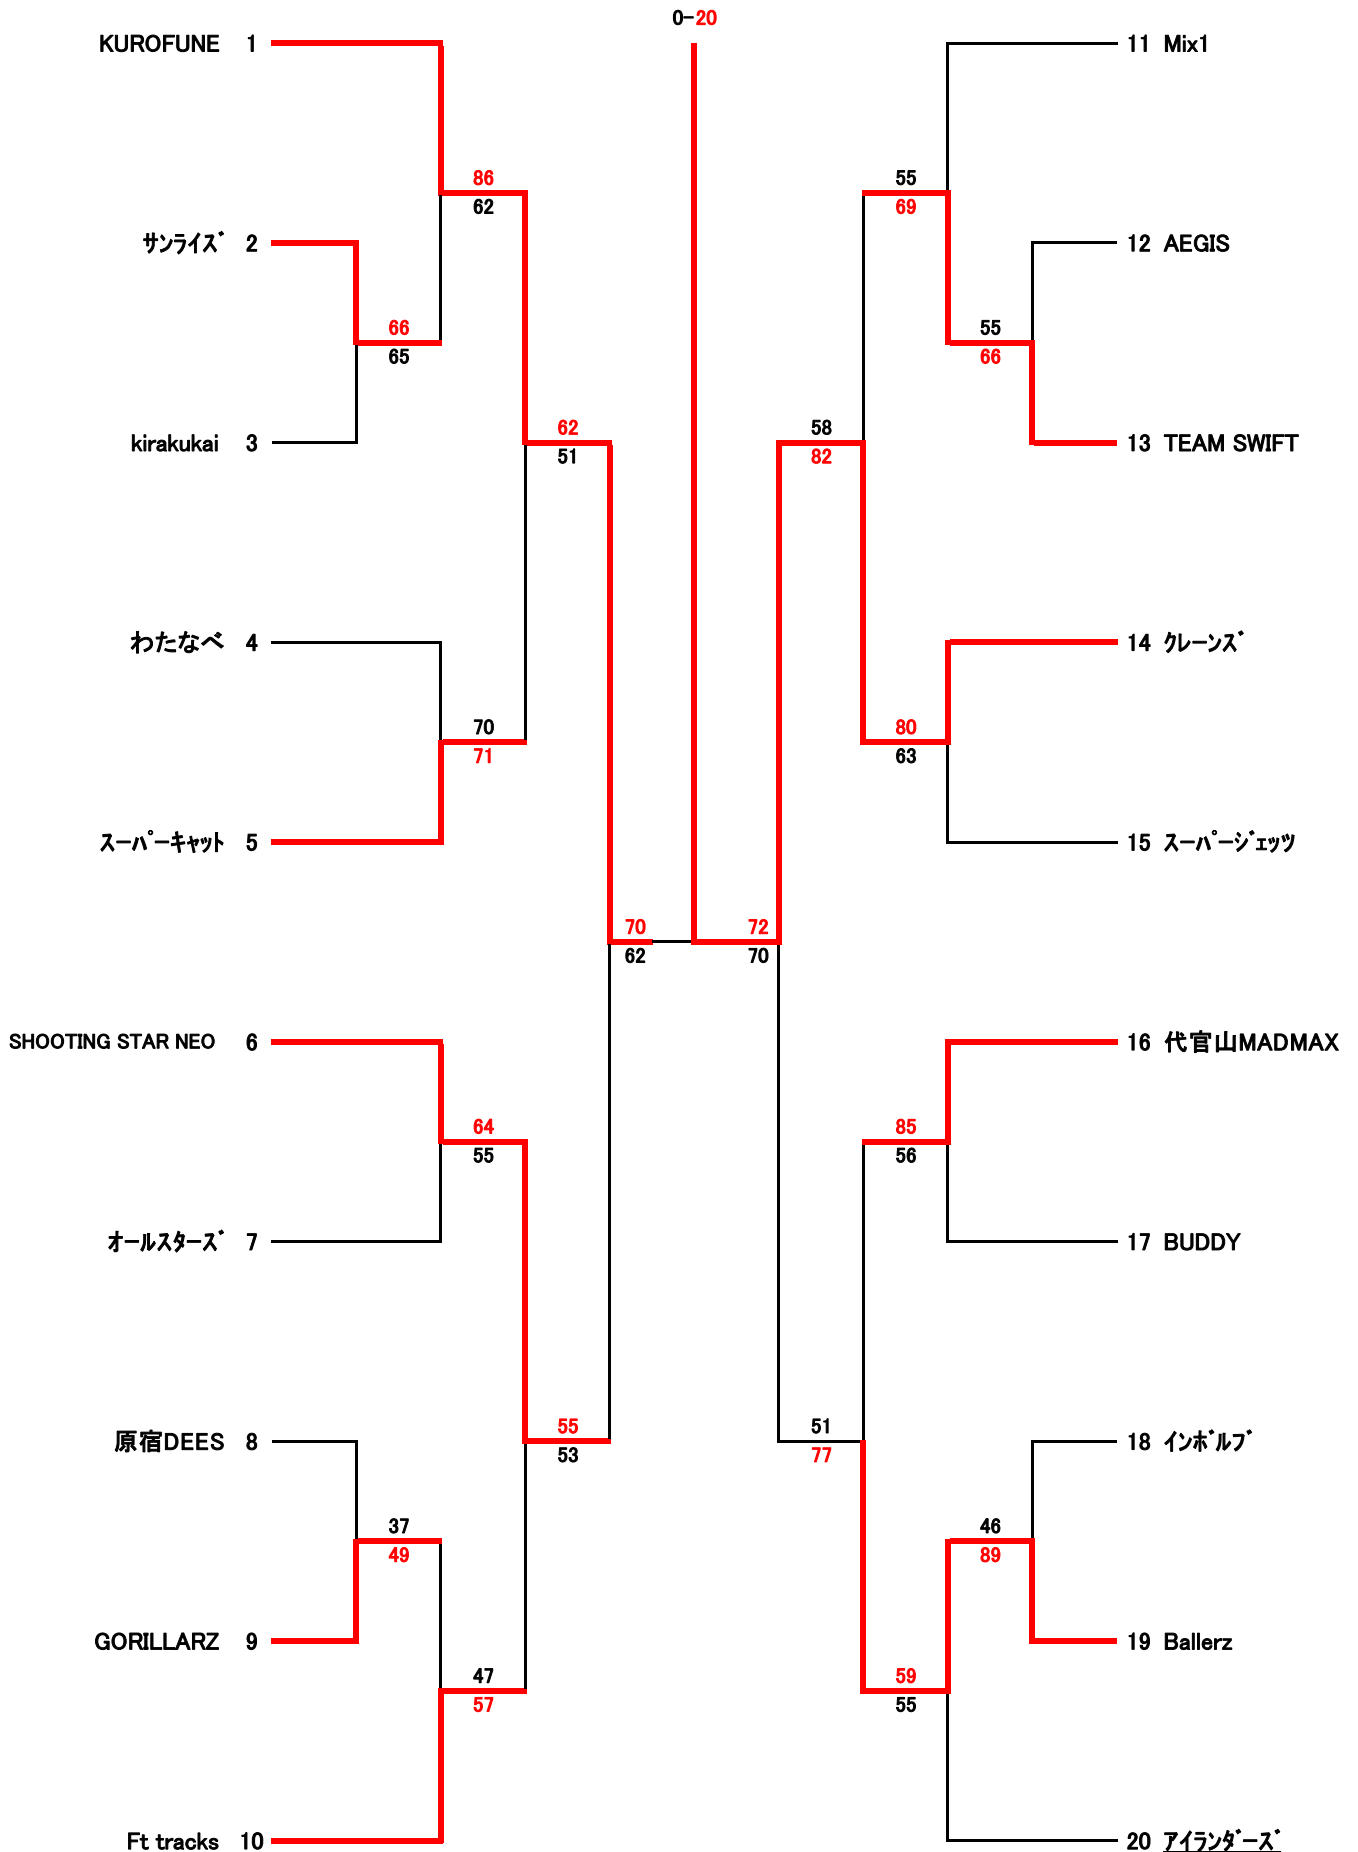 0-20
KUROFUNE 1
11 Mix1
86
62
55
69
サンライズ 2
12 AEGIS
66
65
55
66
kirakukai 3
13 TEAM SWIFT
62
51
58
82
わたなべ 4
14 クレーンズ
70
71
80
63
スーパーキャット 5
15 スーパージェッツ
70
62
72
70
SHOOTING STAR NEO 6
16 代官山MADMAX
64
55
85
56
オールスターズ 7
17 BUDDY
55
53
51
77
原宿DEES 8
18 インボルブ
37
49
46
89
GORILLARZ 9
19 Ballerz
47
57
59
55
Ft tracks 10
20 アイランダーズ